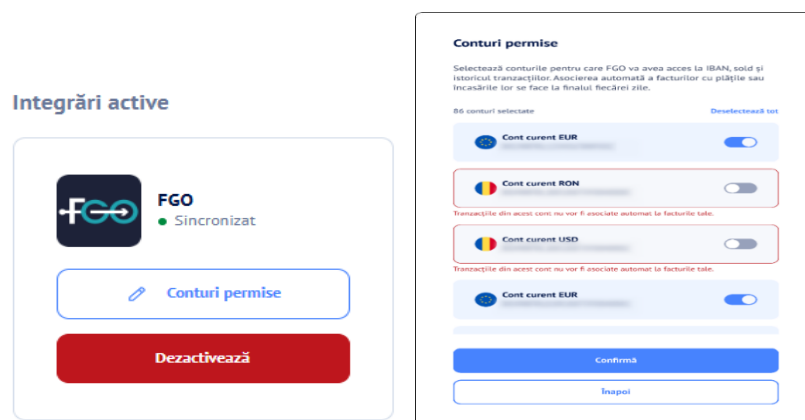 Integrări active
FGO
FGO
Sincronizat
Conturi permise
Dezactivează
Conturi permise
Selectează conturile pentru care FGO va avea acces la IBAN, sold și
istoricul tranzacțiilor. Asocierea automată a facturilor cu plățile sau
încasările lor se face la finalul fiecărei zile.
86 conturi selectate
Deselectează tot
Cont curent EUR
Cont curent RON
Tranzacțiile din acest cont nu vor fi asociate automat la facturile tale.
Cont curent USD
Tranzacțiile din acest cont nu vor fi asociate automat la facturile tale.
Cont curent EUR
Confirmă
Înapoi